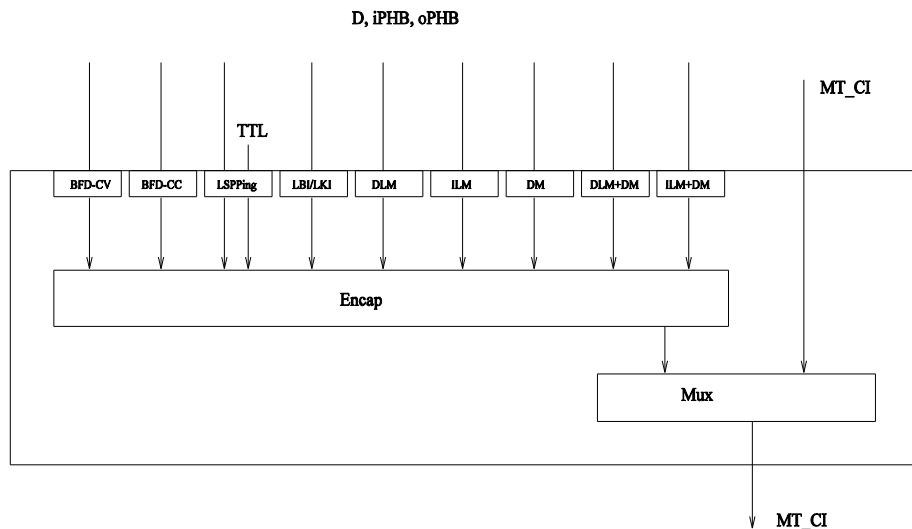 D, iPHB, oPHB
MT_CI
TTL
BFD-CV BFD-CC LSPPing LBI/LKI DLM ILM DM DLM+DM ILM+DM
Encap
Mux
MT_CI